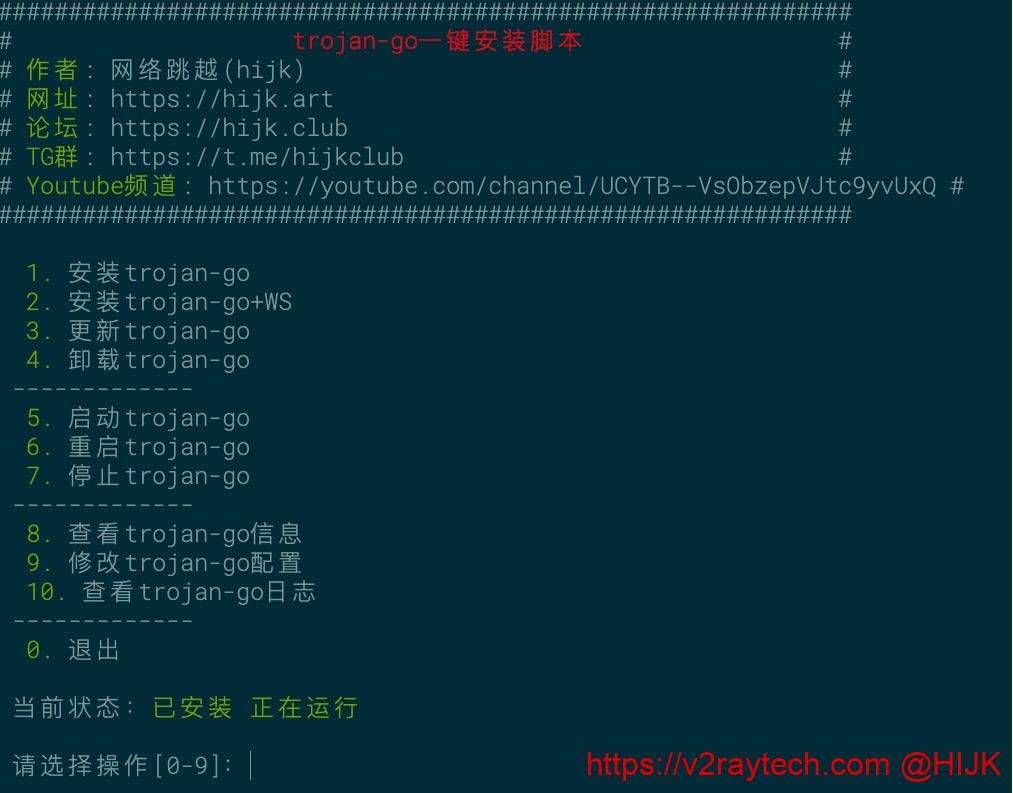 #############################################################
# trojan-go一键安装脚本 #
# 作者: 网络跳越(hijk) #
# 网址: https://hijk.art #
# 论坛: https://hijk.club #
# TG群: https://t.me/hijkclub #
# Youtube频道: https://youtube.com/channel/UCYTB--VsObzepVJtc9yvUxQ #
#############################################################
1. 安装trojan-go
2. 安装trojan-go+WS
3. 更新trojan-go
4. 卸载trojan-go
-------------
5. 启动trojan-go
6. 重启trojan-go
7. 停止trojan-go
-------------
8. 查看trojan-go信息
9. 修改trojan-go配置
10. 查看trojan-go日志
-------------
0. 退出
当前状态: 已安装 正在运行
请选择操作[0-9]:
https://v2raytech.com @HIJK